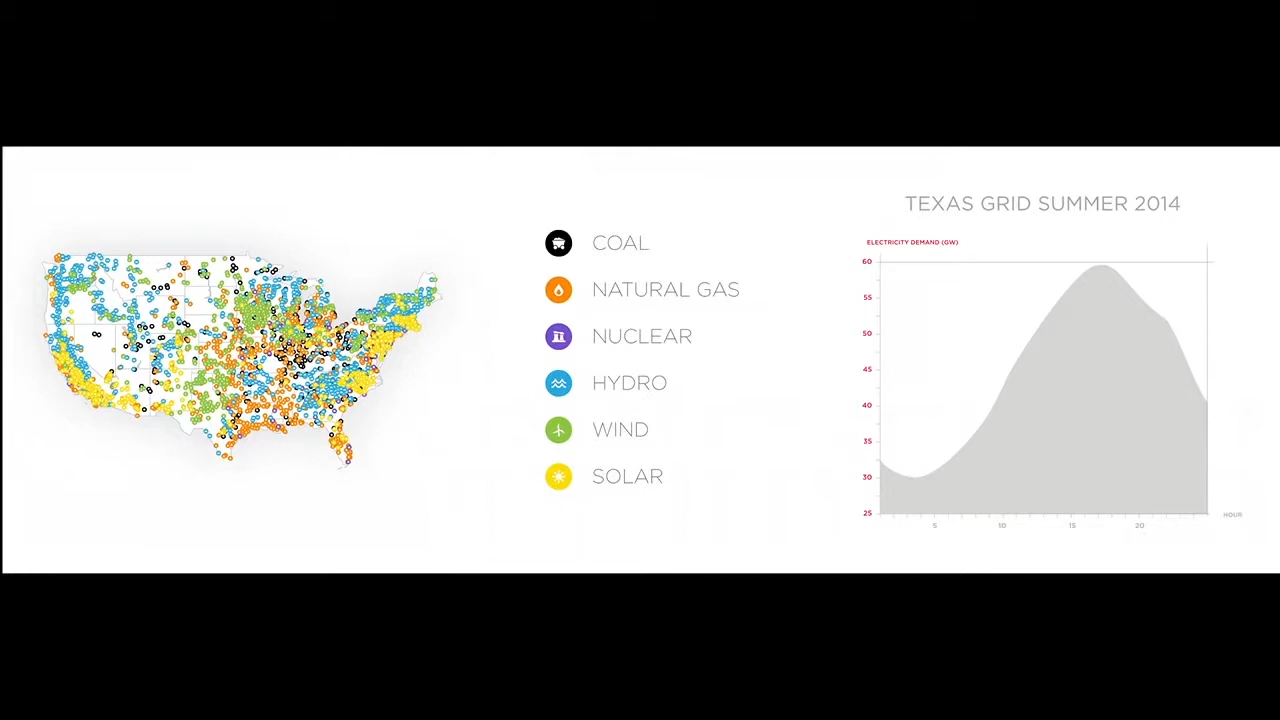 COAL
NATURAL GAS
NUCLEAR
HYDRO
WIND
SOLAR
TEXAS GRID SUMMER 2014
ELECTRICITY DEMAND (GW)
60
55
50
45
40
35
30
25
5 10 15 20
HOUR